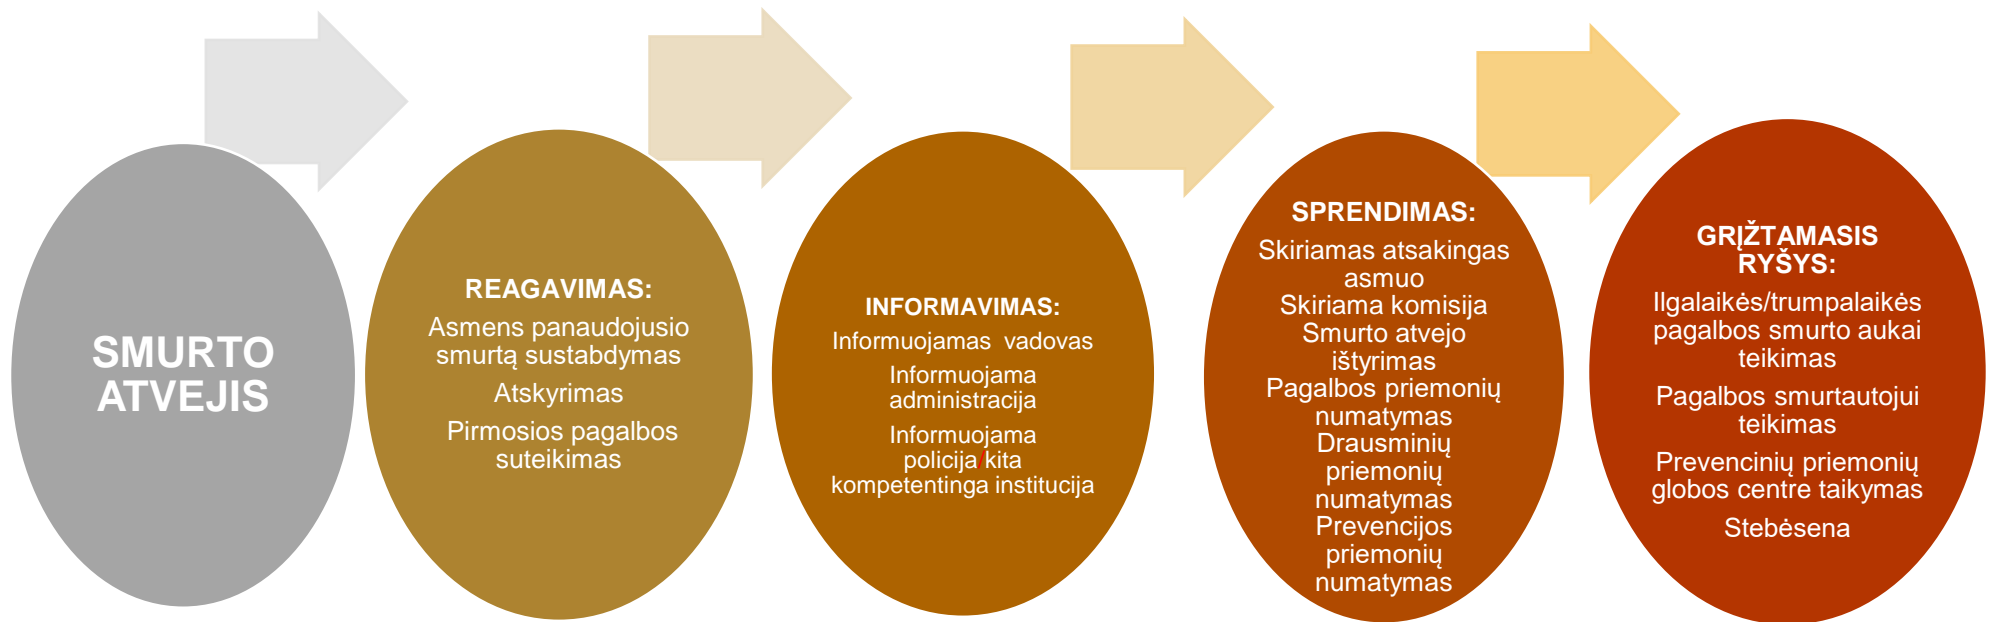 SMURTO
ATVEJIS
REAGAVIMAS:
Asmens panaudojusio
smurtą sustabdymas
Atskyrimas
Pirmosios pagalbos
suteikimas
INFORMAVIMAS:
Informuojamas vadovas
Informuojama
administracija
Informuojama
policija/kita
kompetentinga institucija
SPRENDIMAS:
Skiriamas atsakingas
asmuo
Skiriama komisija
Smurto atvejo
ištyrimas
Pagalbos priemonių
numatymas
Drausminių
priemonių
numatymas
Prevencijos
priemonių
numatymas
GRĮŽTAMASIS
RYŠYS:
Ilgalaikės/trumpalaikės
pagalbos smurto aukai
teikimas
Pagalbos smurtautojui
teikimas
Prevencinių priemonių
globos centre taikymas
Stebėsena